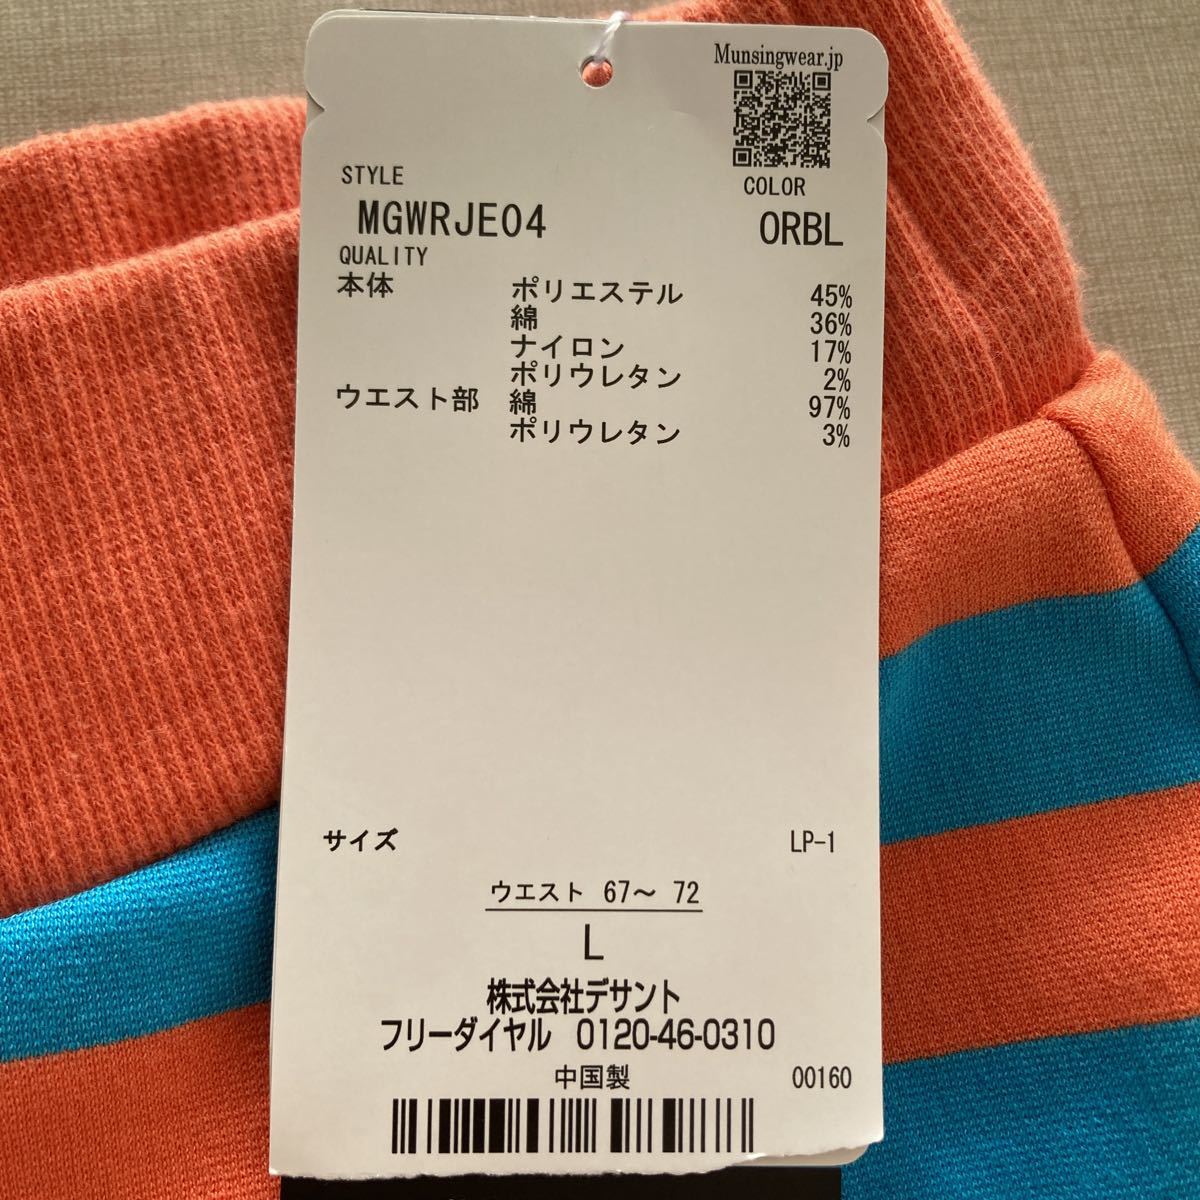 Munsingwear.jp
STYLE
MGWRJE04
COLOR
ORBL
QUALITY
本体 ポリエステル 45%
綿 36%
ナイロン 17%
ポリウレタン 2%
ウエスト部 綿 97%
ポリウレタン 3%
サイズ LP-1
ウエスト 67～ 72
L
株式会社デサント
フリーダイヤル 0120-46-0310
中国製 00160